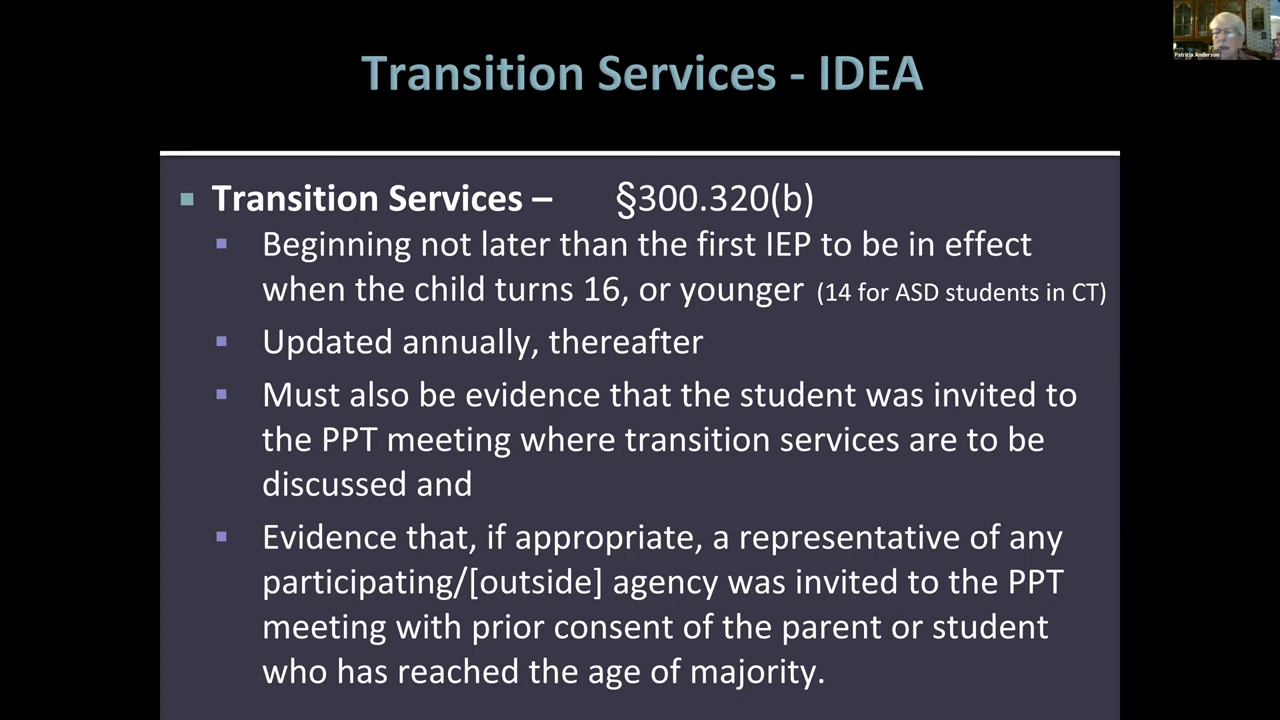 Patricia Anderson
Transition Services - IDEA
Transition Services – §300.320(b)
Beginning not later than the first IEP to be in effect
when the child turns 16, or younger (14 for ASD students in CT)
Updated annually, thereafter
Must also be evidence that the student was invited to
the PPT meeting where transition services are to be
discussed and
Evidence that, if appropriate, a representative of any
participating/[outside] agency was invited to the PPT
meeting with prior consent of the parent or student
who has reached the age of majority.